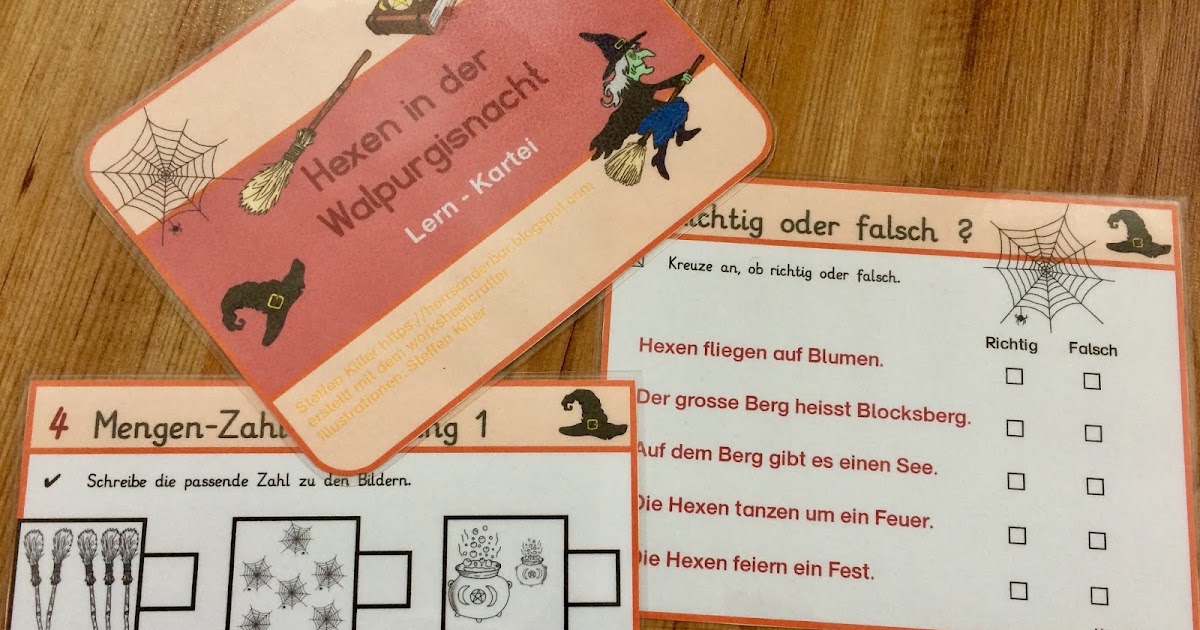 Hexen in der
Walpurgisnacht
Lern - Kartei
Steffen Kitter https://herrsonderbar.blogspot.com
erstellt mit dem worksheetcrafter
Illustrationen - Steffen Kitter
ichtig oder falsch ?
Kreuze an, ob richtig oder falsch.
Richtig Falsch
Hexen fliegen auf Blumen.
Der grosse Berg heisst Blocksberg.
Auf dem Berg gibt es einen See.
Die Hexen tanzen um ein Feuer.
Die Hexen feiern ein Fest.
4 Mengen-Zahl ng 1
✔ Schreibe die passende Zahl zu den Bildern.